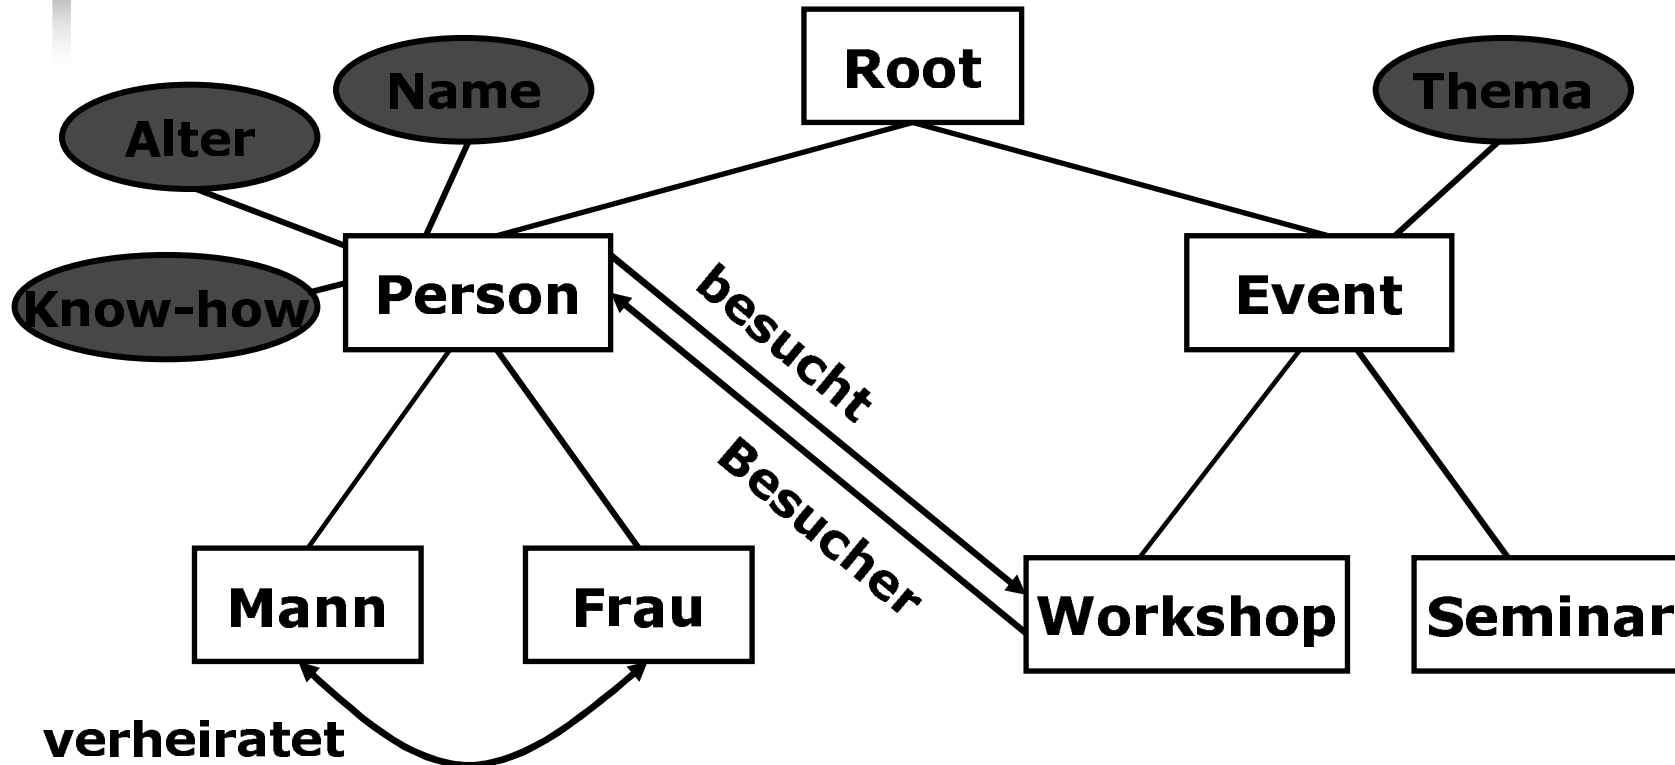 Root
Name
Thema
Alter
Know-how
Person
Event
besucht
Besucher
Mann
Frau
Workshop
Seminar
verheiratet